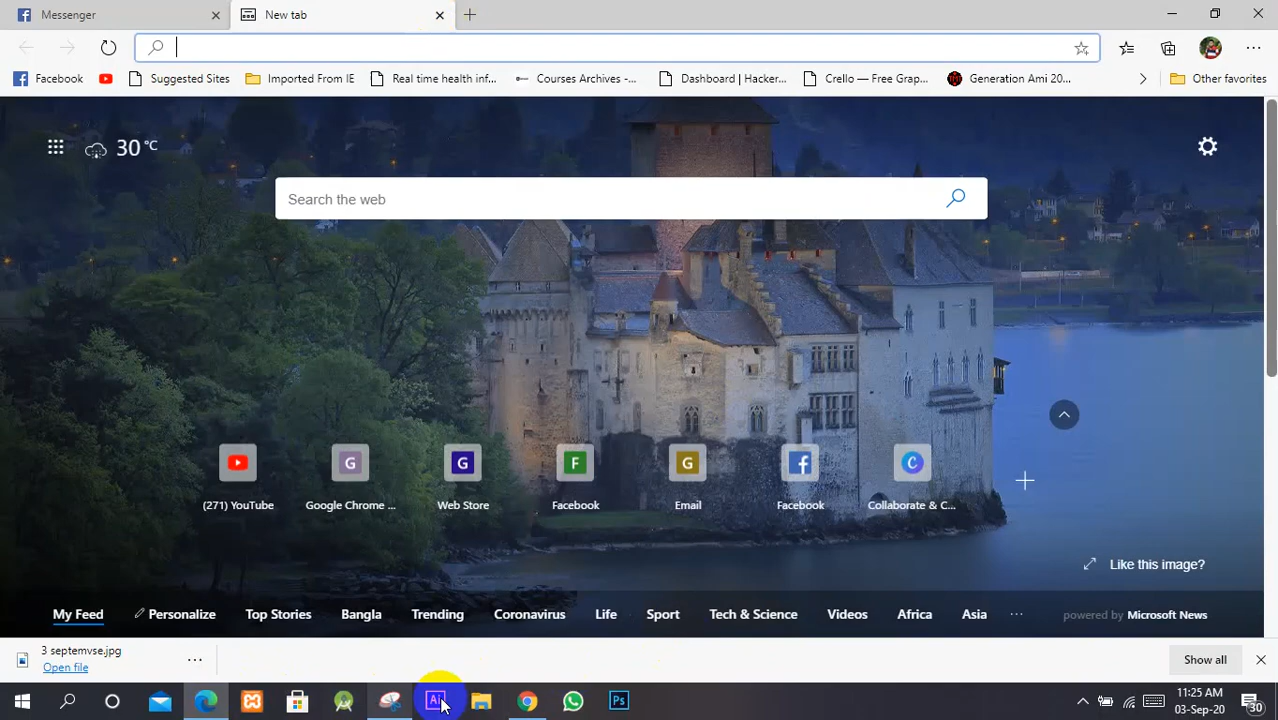 Messenger
New tab
Facebook
Suggested Sites
Imported From IE
Real time health inf...
Courses Archives -...
Dashboard | Hacker...
Crello — Free Grap...
Generation Ami 20...
Other favorites
30 °C
Search the web
G
G
F
G
(271) YouTube
Google Chrome ...
Web Store
Facebook
Email
Facebook
Collaborate & C...
Like this image?
My Feed
Personalize
Top Stories
Bangla
Trending
Coronavirus
Life
Sport
Tech & Science
Videos
Africa
Asia
...
powered by Microsoft News
3 septemvse.jpg
Open file
Show all
Ai
Ps
11:25 AM
03-Sep-20
30